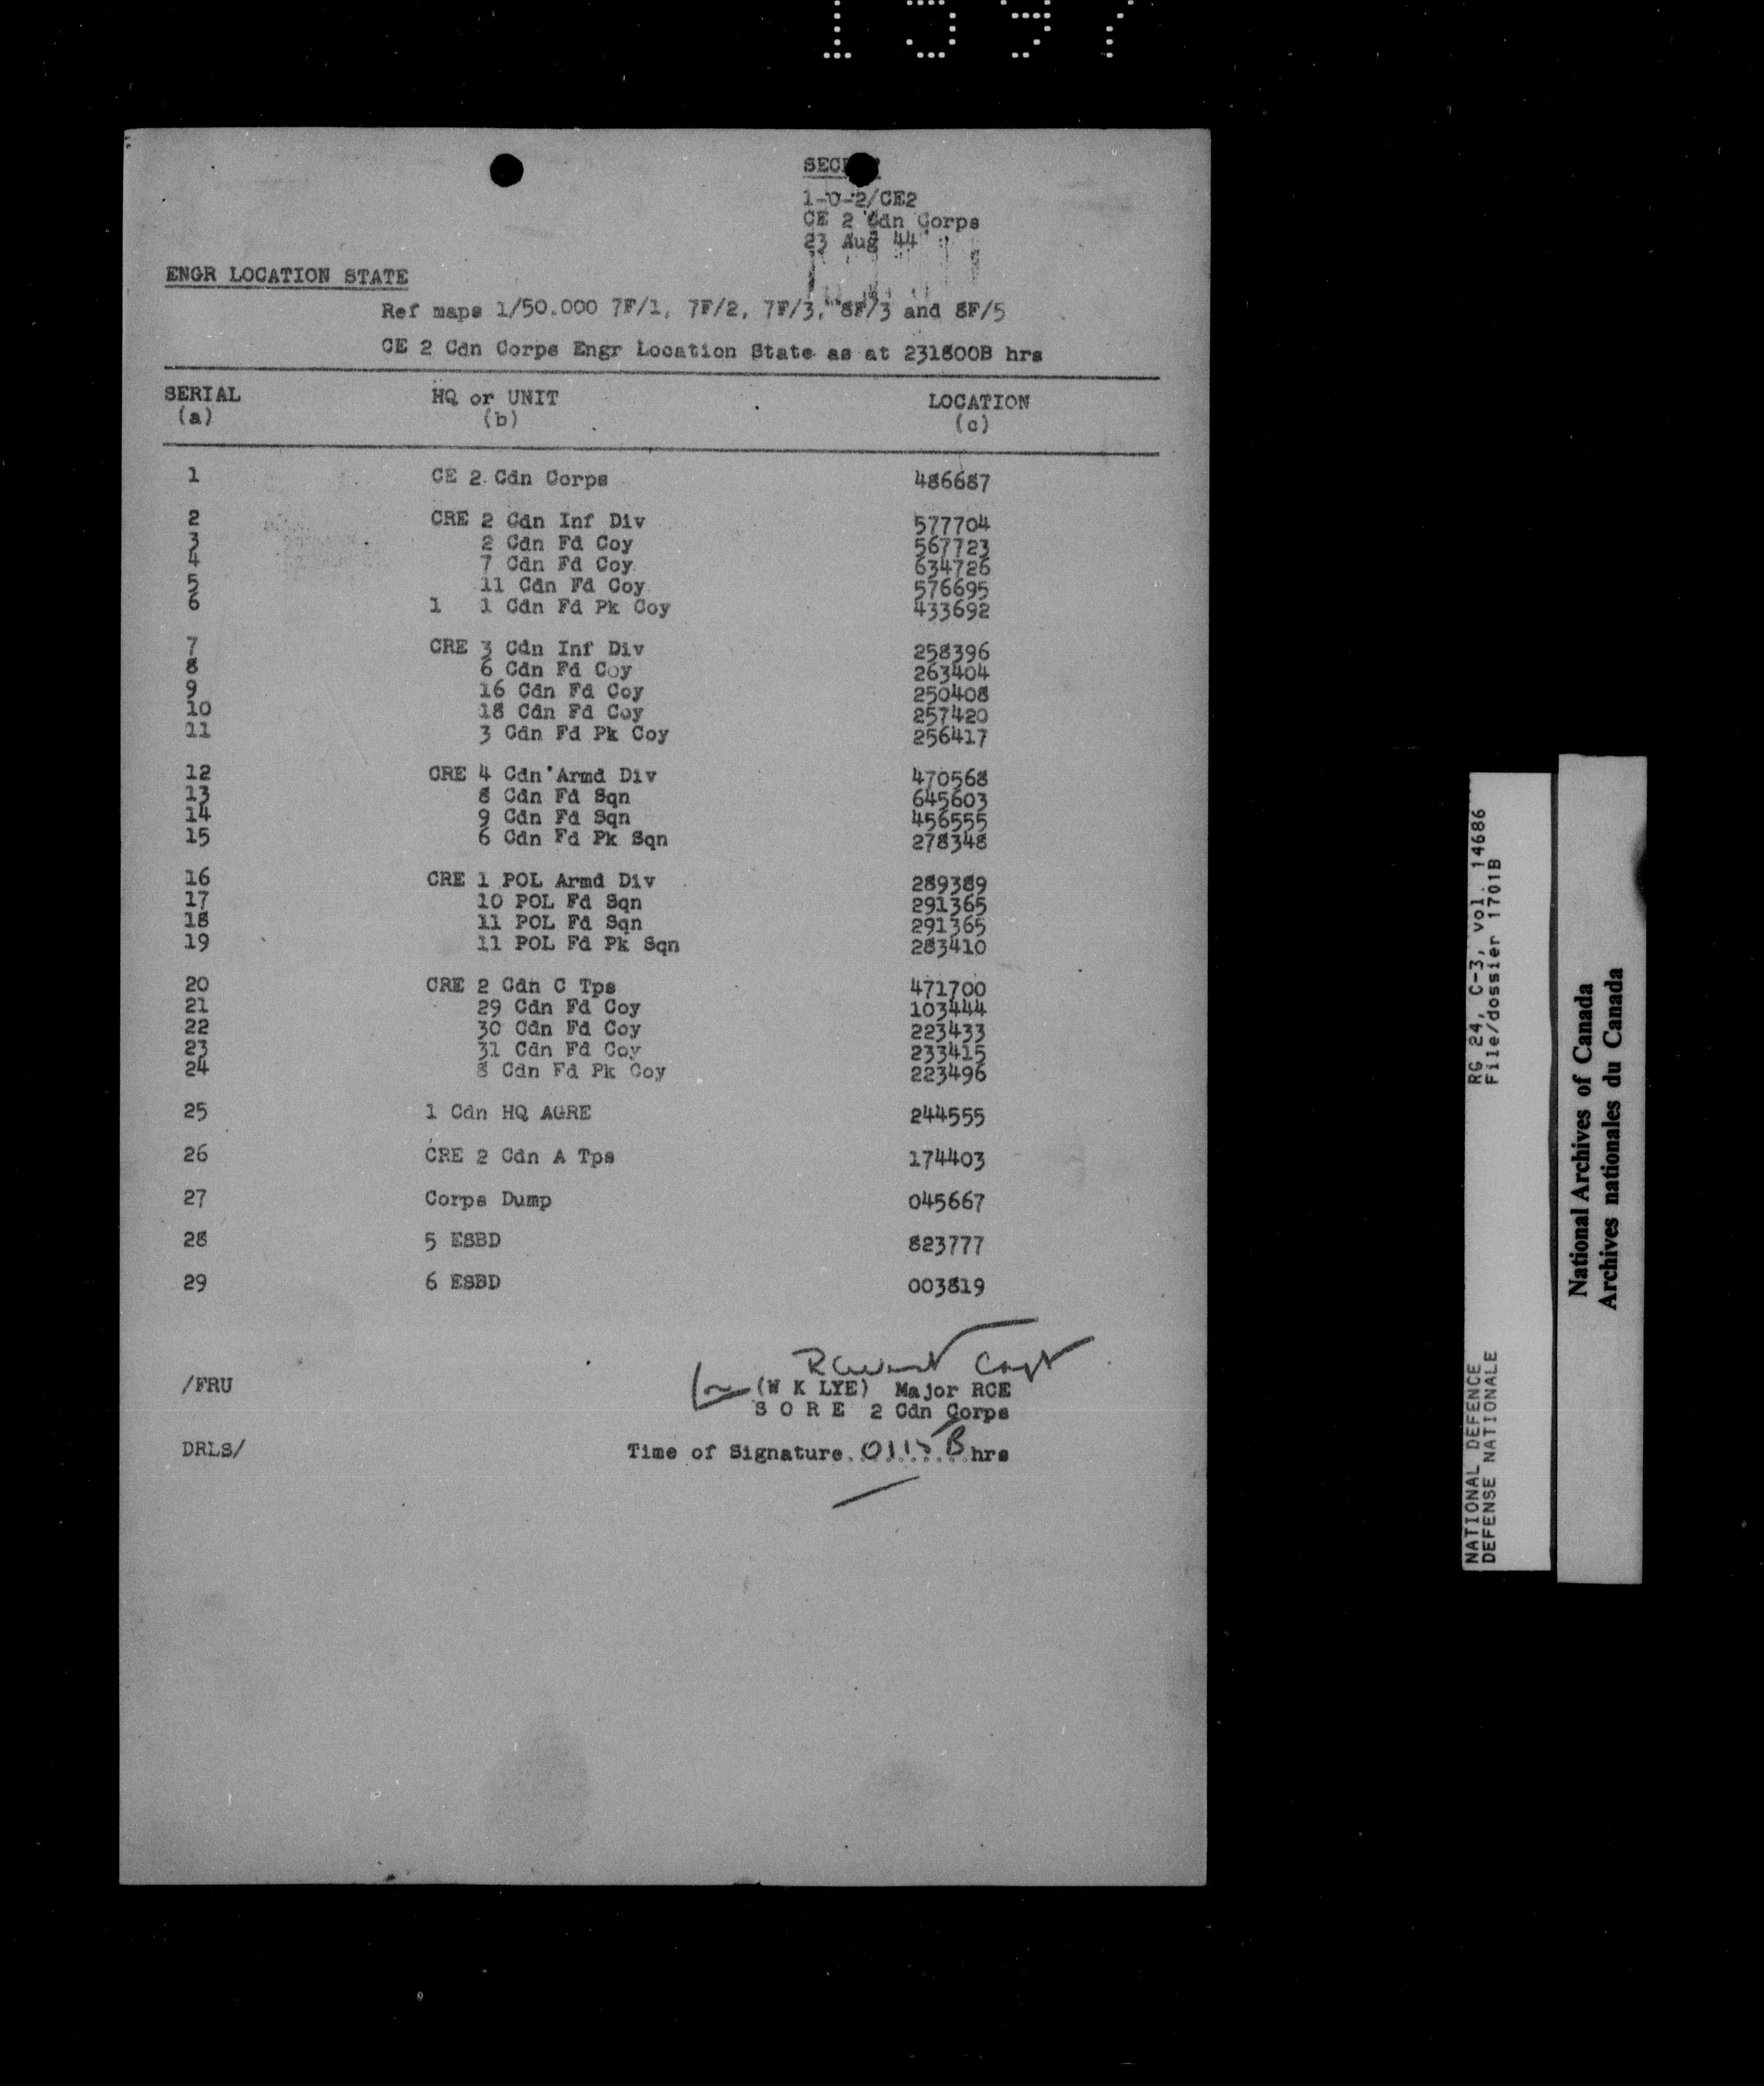 1597
SECRET
1-0-2/CE2
CE 2 Cdn Corps
23 Aug 44
ENGR LOCATION STATE
Ref maps 1/50.000 7F/1, 7F/2, 7F/3, 8F/3 and 8F/5
CE 2 Cdn Corps Engr Location State as at 231800B hrs
SERIAL HQ or UNIT LOCATION
(a) (b) (c)
1 CE 2 Cdn Corps 486687
2 CRE 2 Cdn Inf Div 577704
3 2 Cdn Fd Coy 567723
4 7 Cdn Fd Coy 634726
5 11 Cdn Fd Coy 576695
6 1 1 Cdn Fd Pk Coy 433692
7 CRE 3 Cdn Inf Div 258396
8 6 Cdn Fd Coy 263404
9 16 Cdn Fd Coy 250408
10 18 Cdn Fd Coy 257420
11 3 Cdn Fd Pk Coy 256417
12 CRE 4 Cdn Armd Div 470568
13 8 Cdn Fd Sqn 645603
14 9 Cdn Fd Sqn 456555
15 6 Cdn Fd Pk Sqn 278348
16 CRE 1 POL Armd Div 289389
17 10 POL Fd Sqn 291365
18 11 POL Fd Sqn 291365
19 11 POL Fd Pk Sqn 283410
20 CRE 2 Cdn C Tps 471700
21 29 Cdn Fd Coy 103444
22 30 Cdn Fd Coy 223433
23 31 Cdn Fd Coy 233415
24 8 Cdn Fd Pk Coy 223496
25 1 Cdn HQ AGRE 244555
26 CRE 2 Cdn A Tps 174403
27 Corps Dump 045667
28 5 ESBD 823777
29 6 ESBD 003819
Capt
/FRU for (W K LYE) Major RCE
S O R E 2 Cdn Corps
DRLS/ Time of Signature 0115B hrs
RG 24, C-3, vol. 14686
File/dossier 1701B
NATIONAL DEFENCE
DEFENSE NATIONALE
National Archives of Canada
Archives nationales du Canada